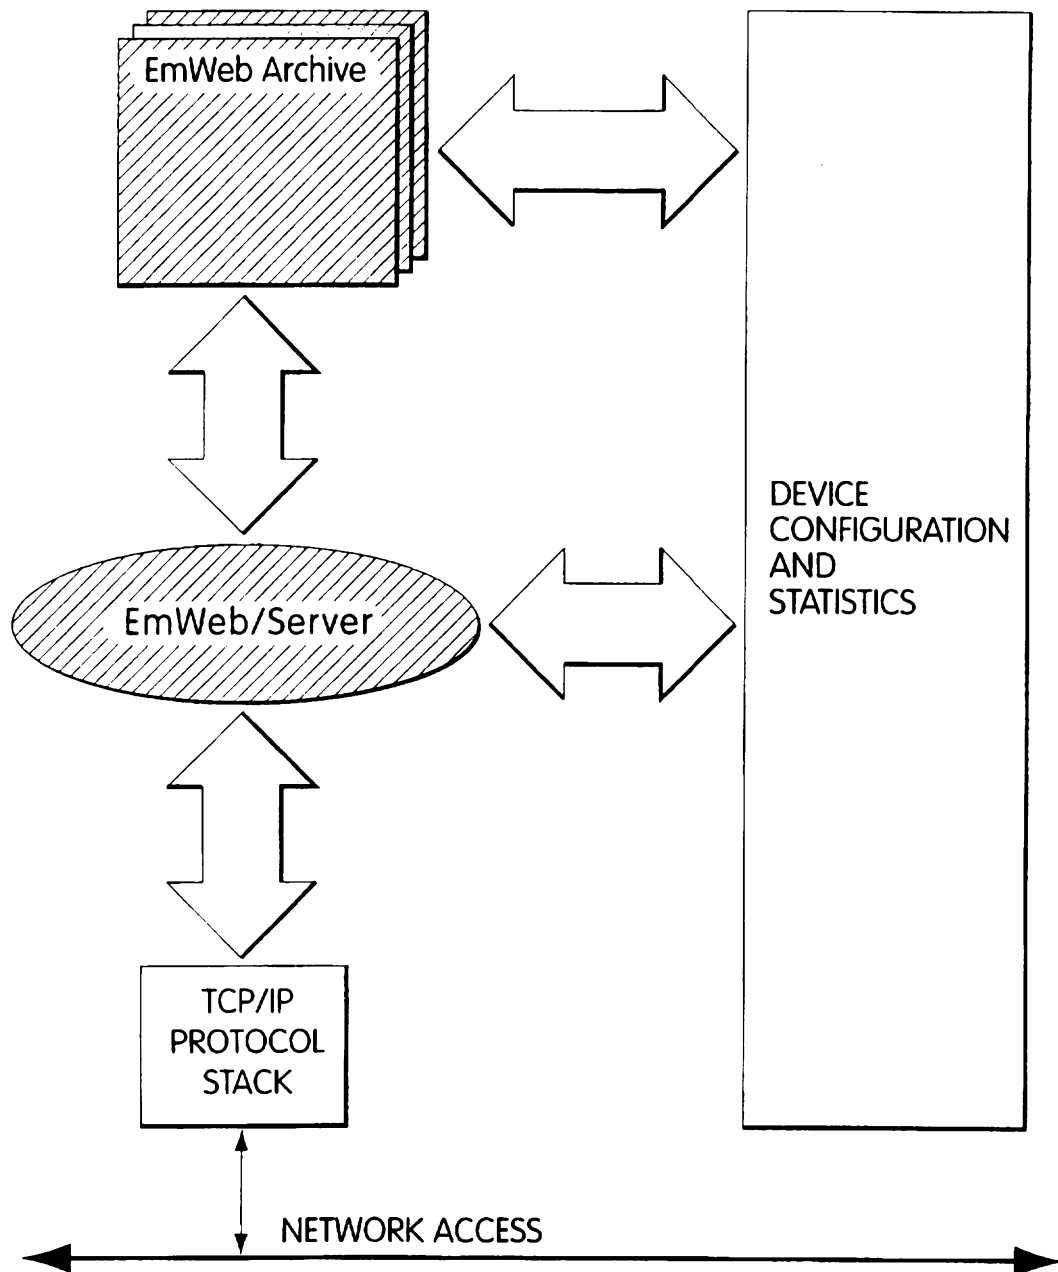 EmWeb Archive
DEVICE
CONFIGURATION
AND
STATISTICS
EmWeb/Server
TCP/IP
PROTOCOL
STACK
NETWORK ACCESS